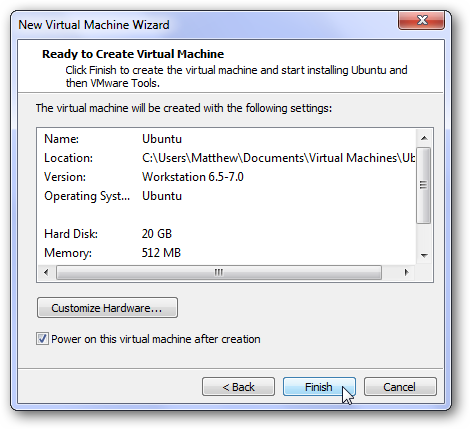 New Virtual Machine Wizard
Ready to Create Virtual Machine
Click Finish to create the virtual machine and start installing Ubuntu and
then VMware Tools.
The virtual machine will be created with the following settings:
Name: Ubuntu
Location: C:\Users\Matthew\Documents\Virtual Machines\Ub
Version: Workstation 6.5-7.0
Operating Syst... Ubuntu
Hard Disk: 20 GB
Memory: 512 MB
Customize Hardware...
Power on this virtual machine after creation
< Back Finish Cancel